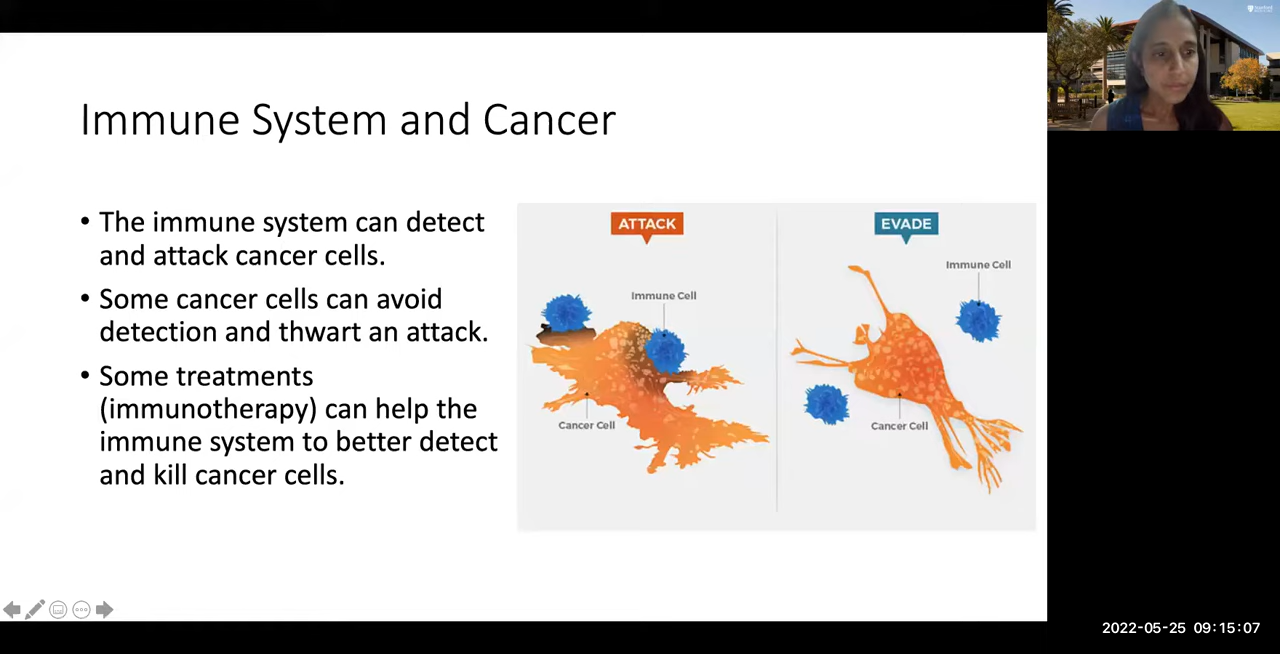 Immune System and Cancer
• The immune system can detect
and attack cancer cells.
• Some cancer cells can avoid
detection and thwart an attack.
• Some treatments
(immunotherapy) can help the
immune system to better detect
and kill cancer cells.
ATTACK
Immune Cell
Cancer Cell
EVADE
Immune Cell
Cancer Cell
2022-05-25 09:15:07